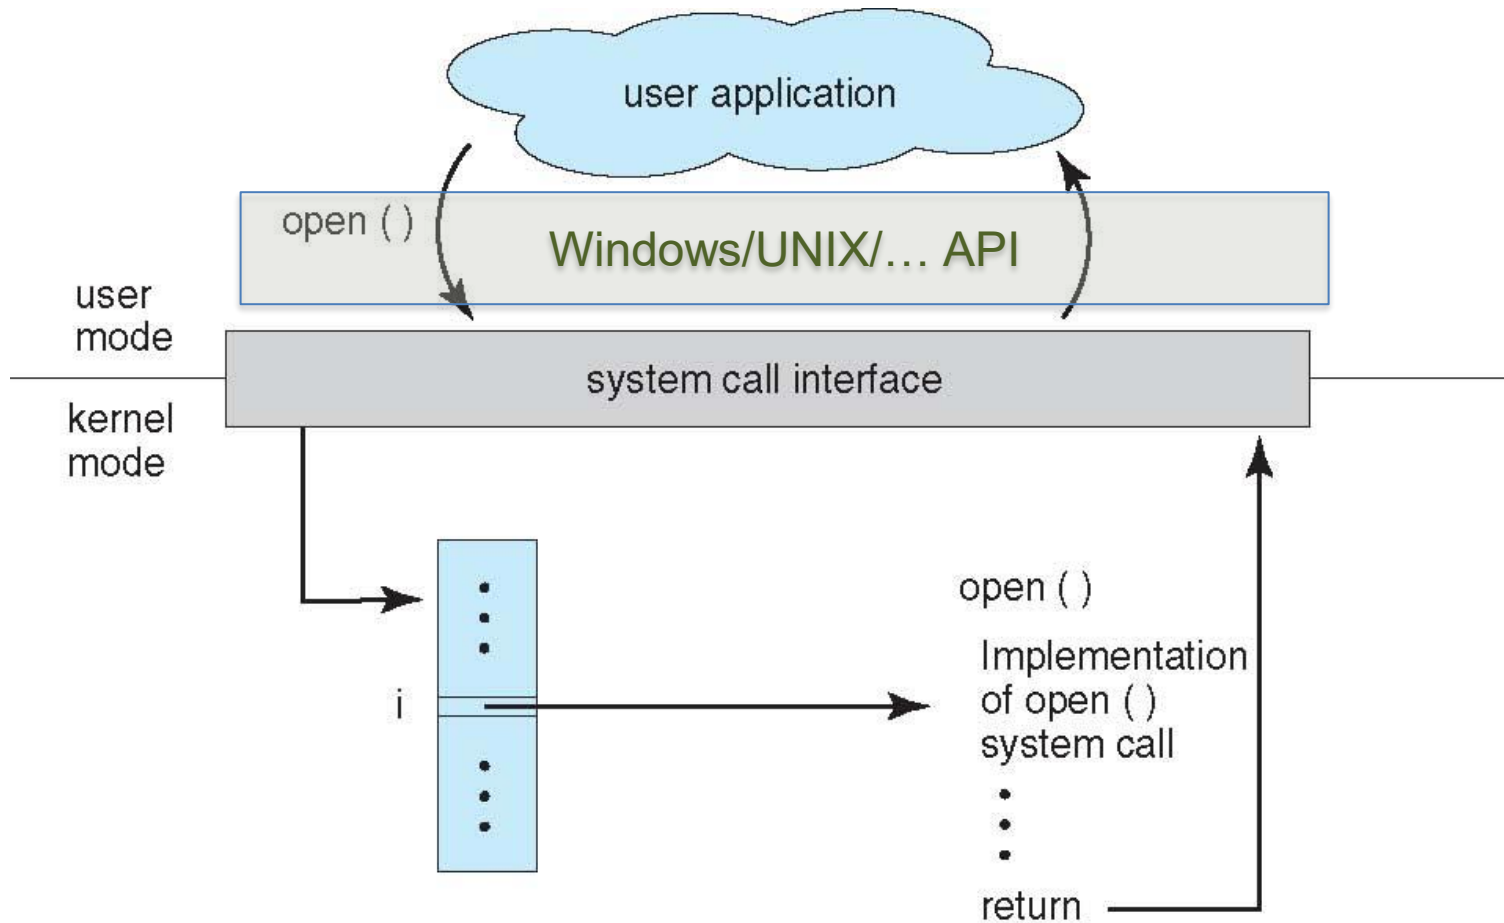 user application
open ( )
Windows/UNIX/… API
user
mode
system call interface
kernel
mode
open ( )
Implementation
of open ( )
system call
i
return